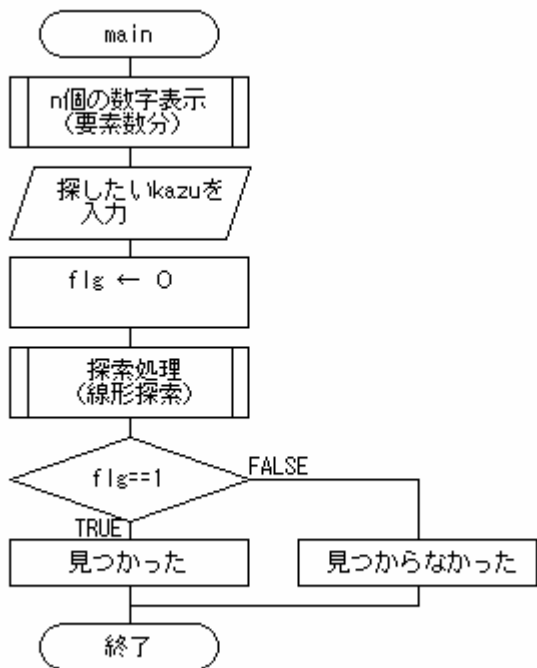 main
n個の数字表示
(要素数分)
探したいkazuを
入力
flg ← 0
探索処理
(線形探索)
flg==1
FALSE
TRUE
見つかった
見つからなかった
終了